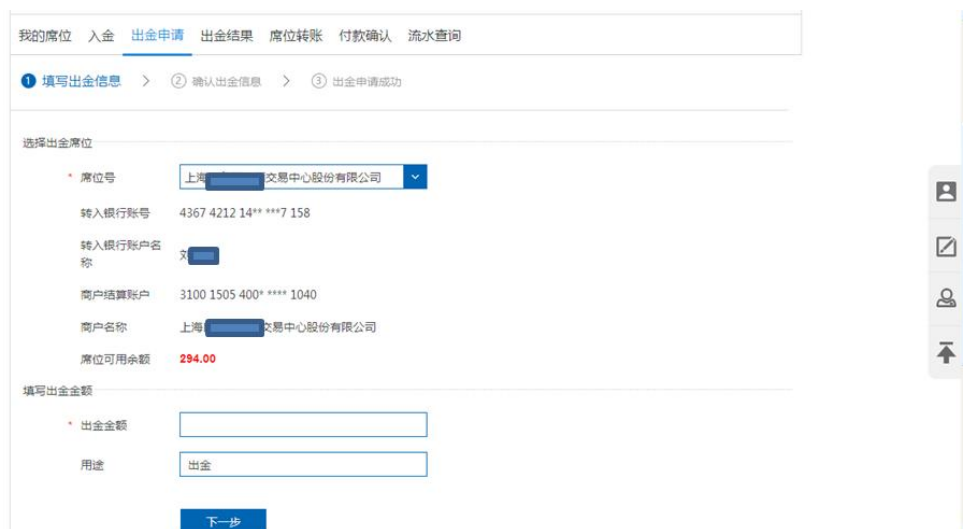 我的席位 入金 出金申请 出金结果 席位转账 付款确认 流水查询
1 填写出金信息 > 2 确认出金信息 > 3 出金申请成功
选择出金席位
* 席位号 上海 交易中心股份有限公司
转入银行账号 4367 4212 14** ***7 158
转入银行账户名
称
商户结算账户 3100 1505 400* **** 1040
商户名称 上海 交易中心股份有限公司
席位可用余额 294.00
填写出金金额
* 出金金额
用途 出金
下一步